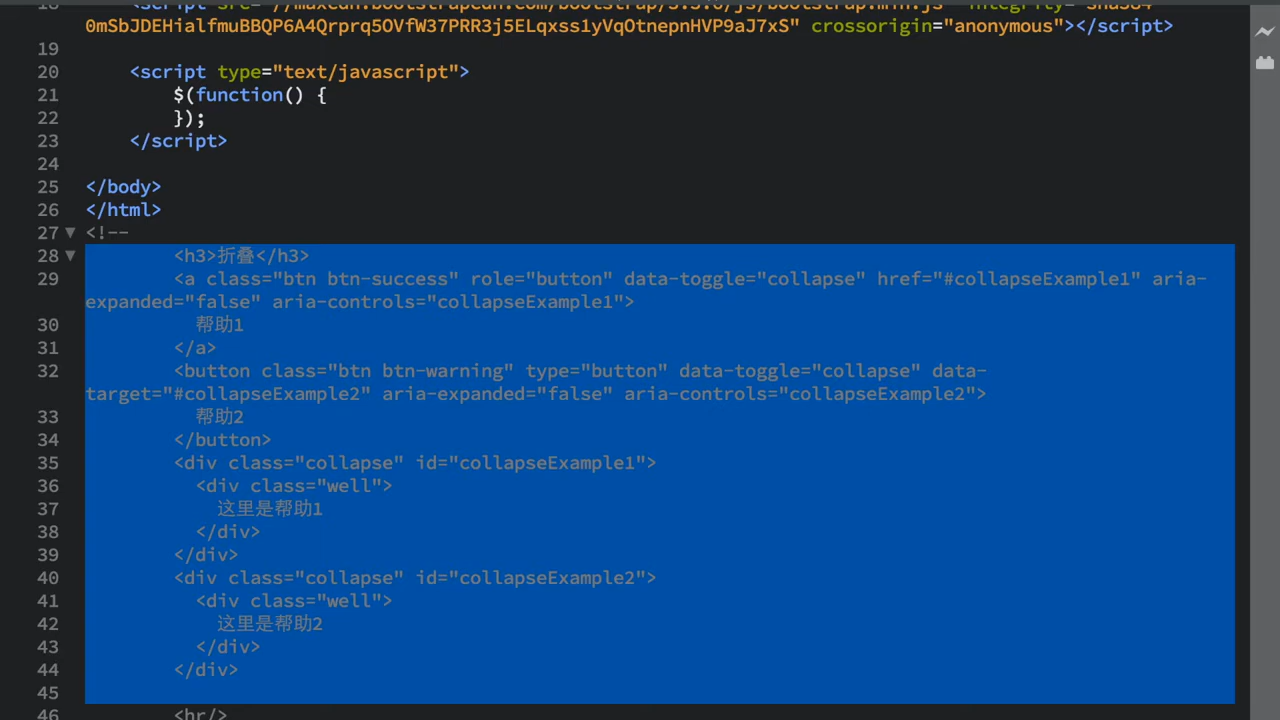 19
0mSbJDEHialfmuBBQP6A4Qrprq5OVfW37PRR3j5ELqxss1yVqOtnepnHVP9aJ7xS" crossorigin="anonymous"></script>
20 <script type="text/javascript">
21 $(function() {
22 });
23 </script>
24
25 </body>
26 </html>
27 <!--
28 <h3>折叠</h3>
29 <a class="btn btn-success" role="button" data-toggle="collapse" href="#collapseExample1" aria-
expanded="false" aria-controls="collapseExample1">
30 帮助1
31 </a>
32 <button class="btn btn-warning" type="button" data-toggle="collapse" data-
target="#collapseExample2" aria-expanded="false" aria-controls="collapseExample2">
33 帮助2
34 </button>
35 <div class="collapse" id="collapseExample1">
36 <div class="well">
37 这里是帮助1
38 </div>
39 </div>
40 <div class="collapse" id="collapseExample2">
41 <div class="well">
42 这里是帮助2
43 </div>
44 </div>
45
46 <hr/>